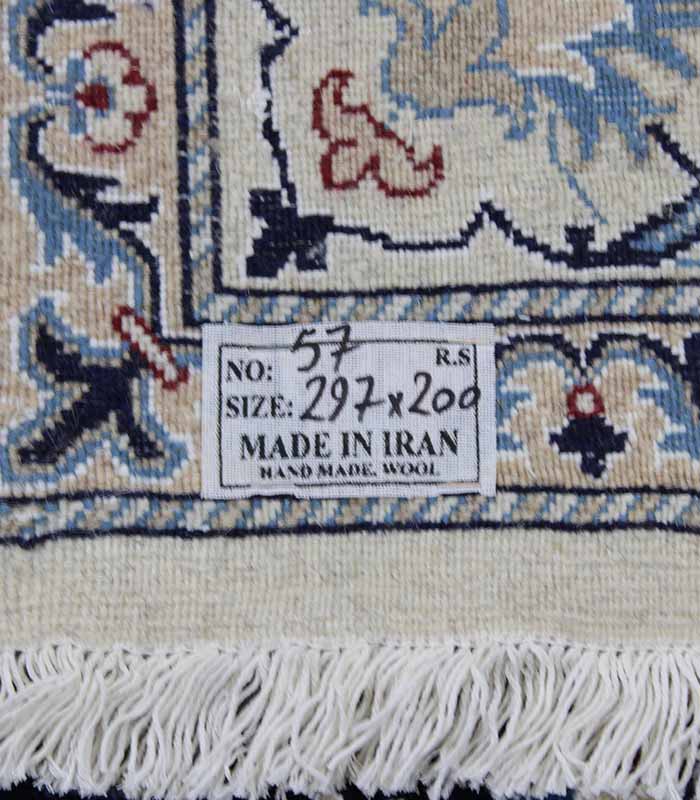 NO: 57 R.S
SIZE: 297x200
MADE IN IRAN
HAND MADE. WOOL